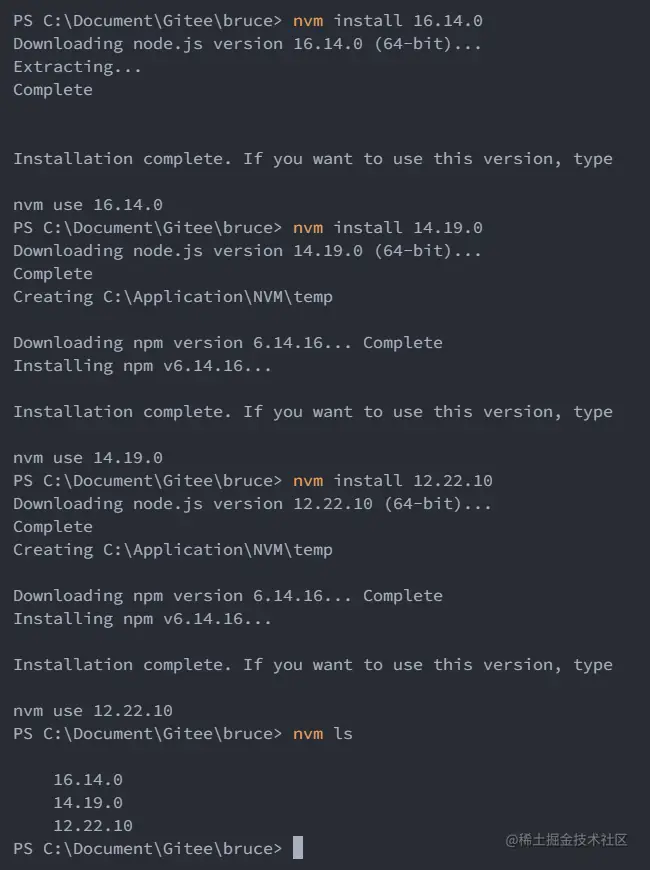 PS C:\Document\Gitee\bruce> nvm install 16.14.0
Downloading node.js version 16.14.0 (64-bit)...
Extracting...
Complete
Installation complete. If you want to use this version, type
nvm use 16.14.0
PS C:\Document\Gitee\bruce> nvm install 14.19.0
Downloading node.js version 14.19.0 (64-bit)...
Complete
Creating C:\Application\NVM\temp
Downloading npm version 6.14.16... Complete
Installing npm v6.14.16...
Installation complete. If you want to use this version, type
nvm use 14.19.0
PS C:\Document\Gitee\bruce> nvm install 12.22.10
Downloading node.js version 12.22.10 (64-bit)...
Complete
Creating C:\Application\NVM\temp
Downloading npm version 6.14.16... Complete
Installing npm v6.14.16...
Installation complete. If you want to use this version, type
nvm use 12.22.10
PS C:\Document\Gitee\bruce> nvm ls
16.14.0
14.19.0
12.22.10
PS C:\Document\Gitee\bruce>
@稀土掘金技术社区